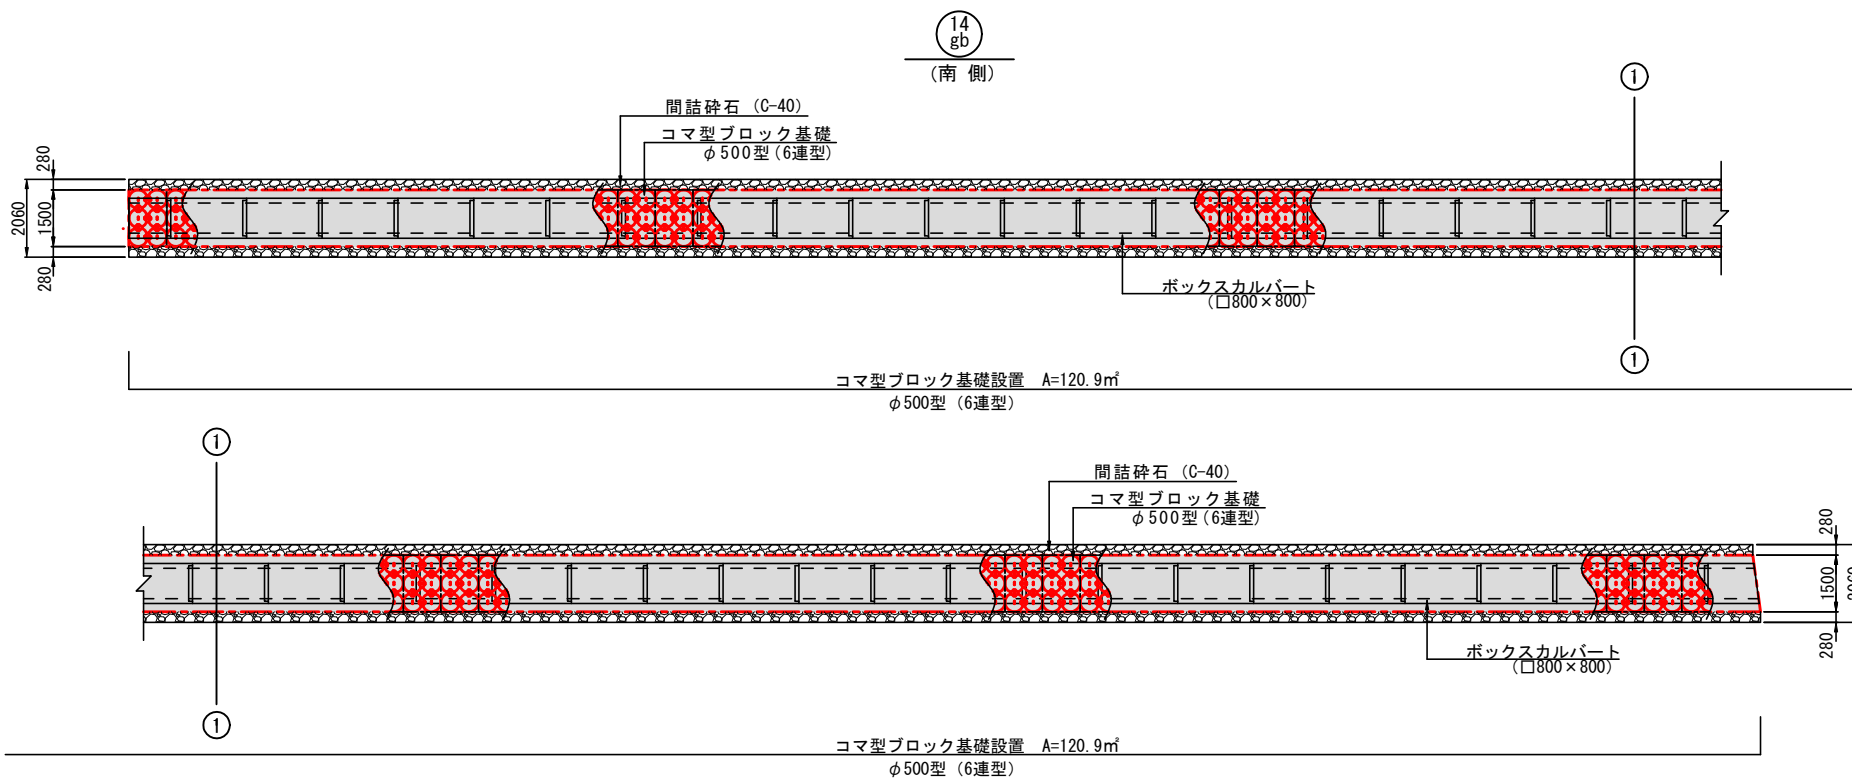 14
gb
(南 側)
①
間詰砕石 (C-40)
コマ型ブロック基礎
φ500型(6連型)
280
1500
2060
280
ボックスカルバート
(□800×800)
①
コマ型ブロック基礎設置 A=120.9㎡
φ500型 (6連型)
①
間詰砕石 (C-40)
コマ型ブロック基礎
φ500型(6連型)
280
1500
2060
280
ボックスカルバート
(□800×800)
①
コマ型ブロック基礎設置 A=120.9㎡
φ500型 (6連型)